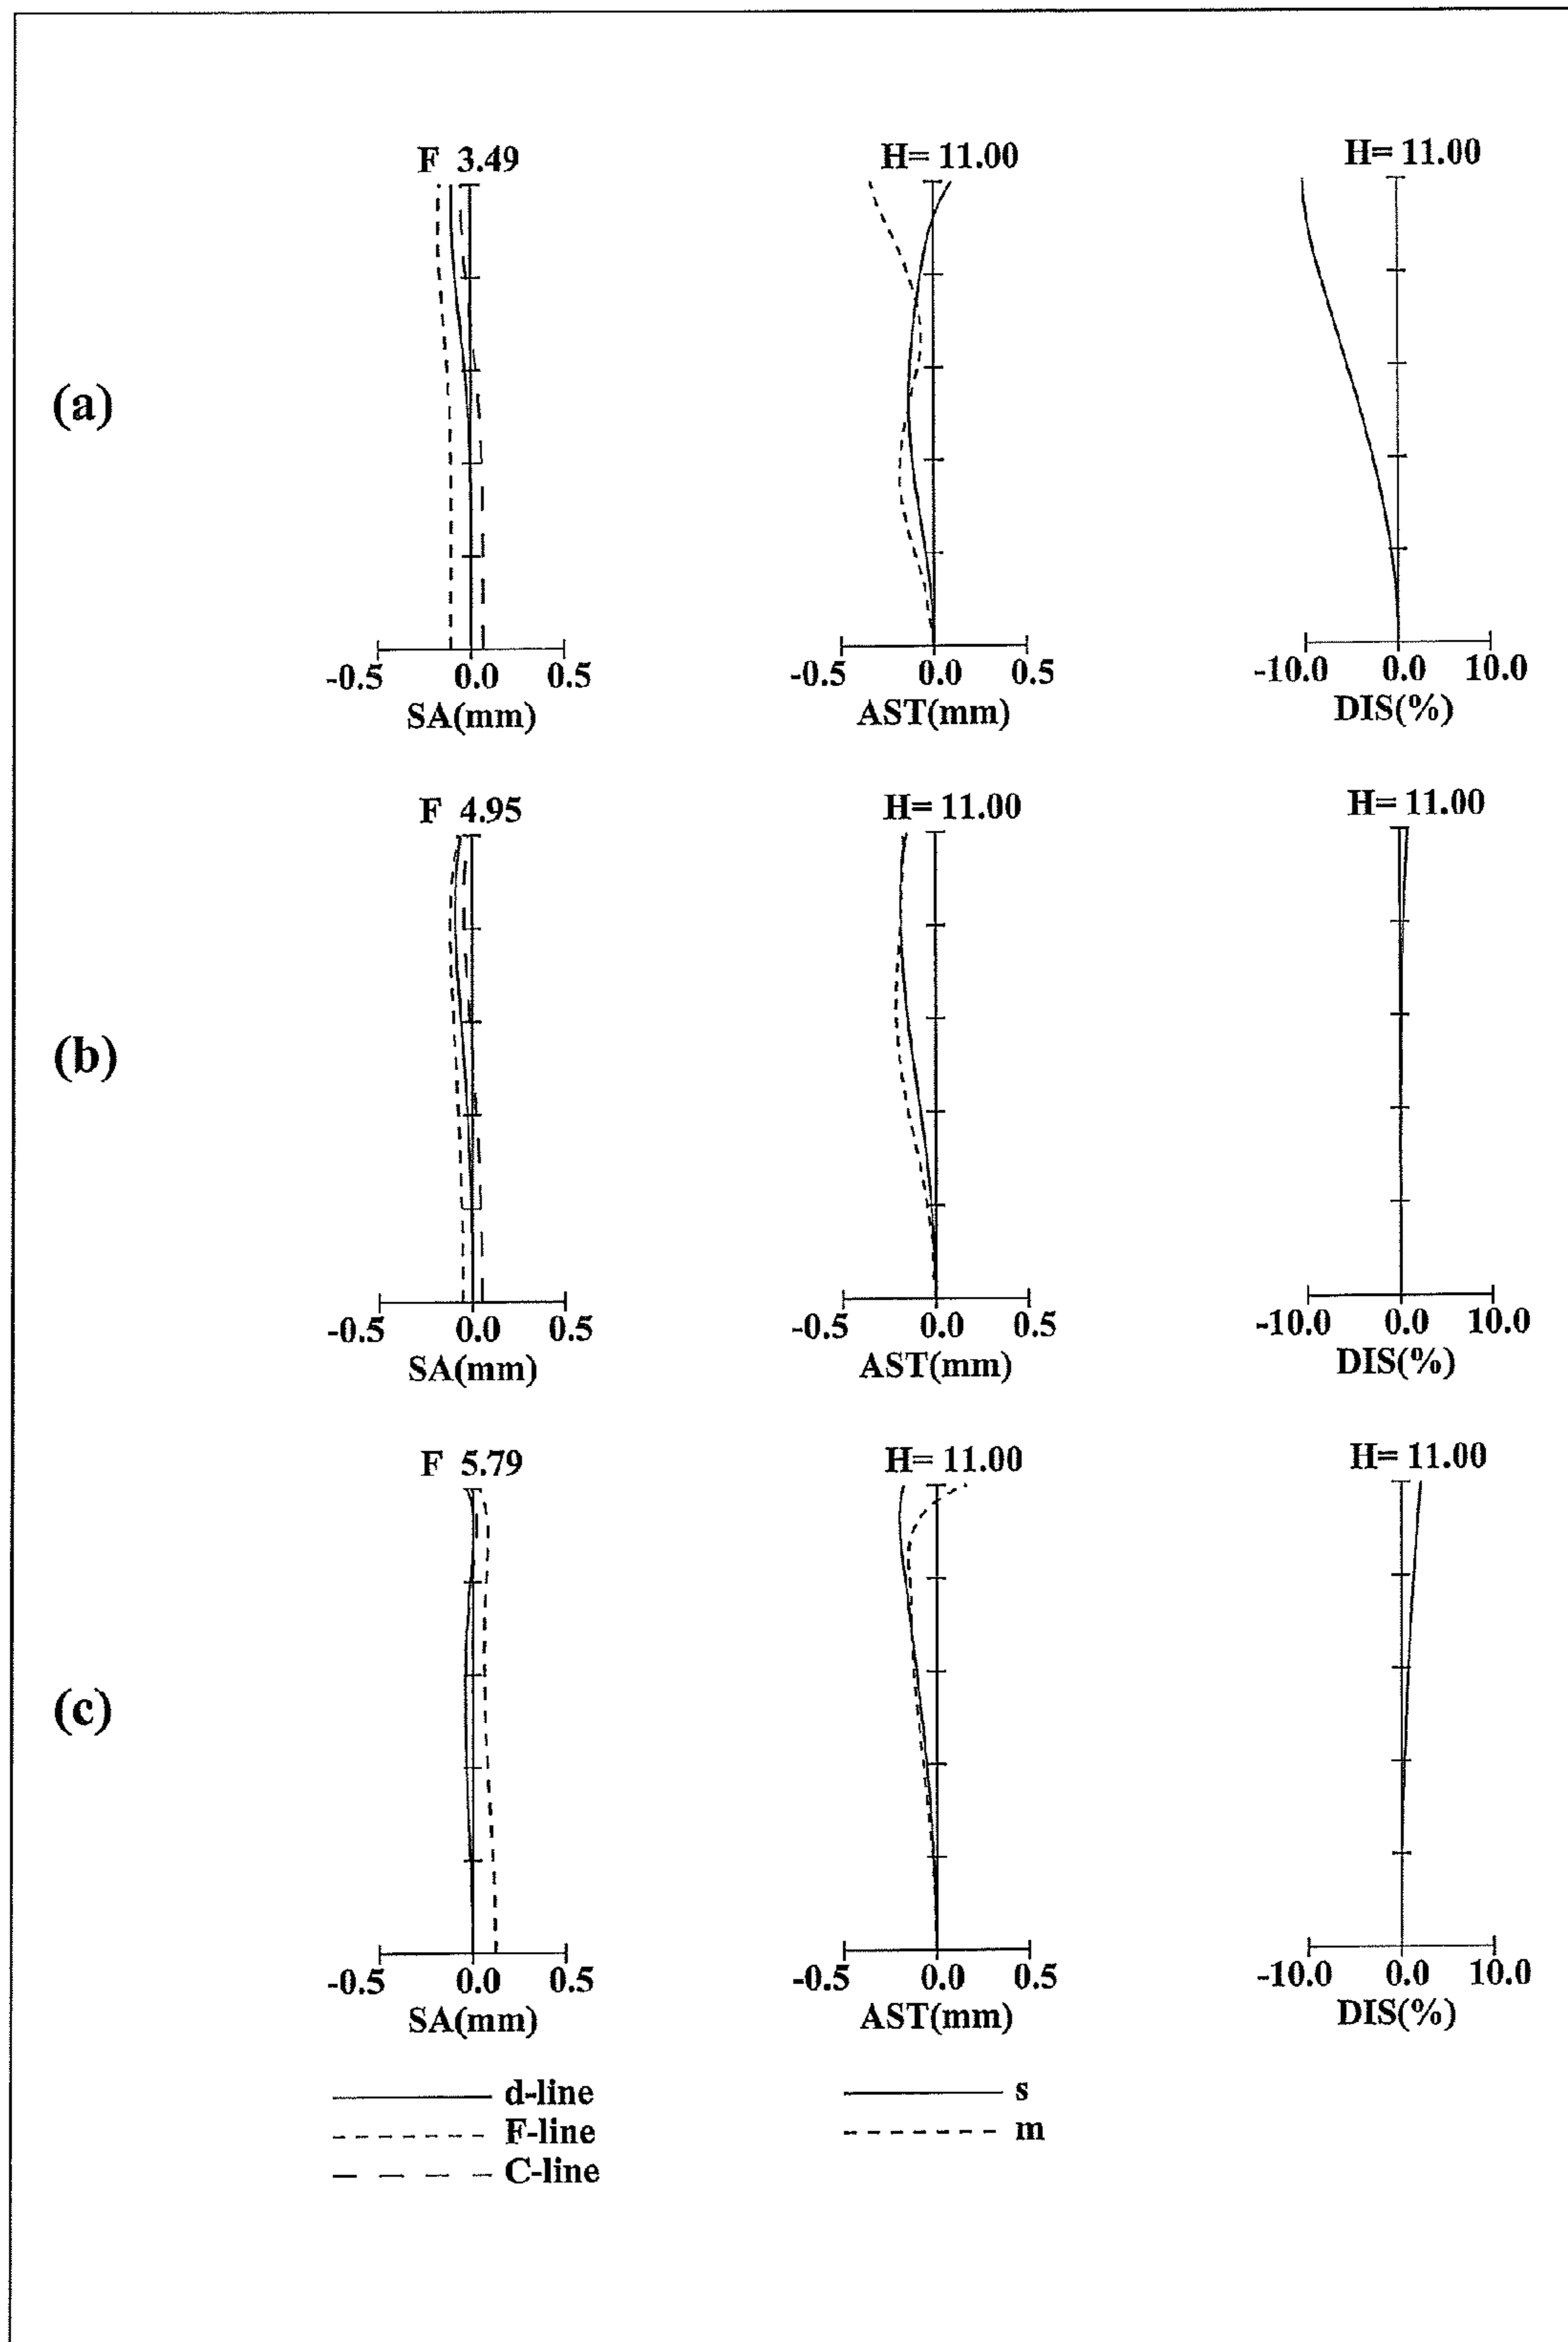 F 3.49
H= 11.00
H= 11.00
(a)
-0.5 0.0 0.5
SA(mm)
-0.5 0.0 0.5
AST(mm)
-10.0 0.0 10.0
DIS(%)
F 4.95
H= 11.00
H= 11.00
(b)
-0.5 0.0 0.5
SA(mm)
-0.5 0.0 0.5
AST(mm)
-10.0 0.0 10.0
DIS(%)
F 5.79
H= 11.00
H= 11.00
(c)
-0.5 0.0 0.5
SA(mm)
-0.5 0.0 0.5
AST(mm)
-10.0 0.0 10.0
DIS(%)
d-line
F-line
C-line
s
m